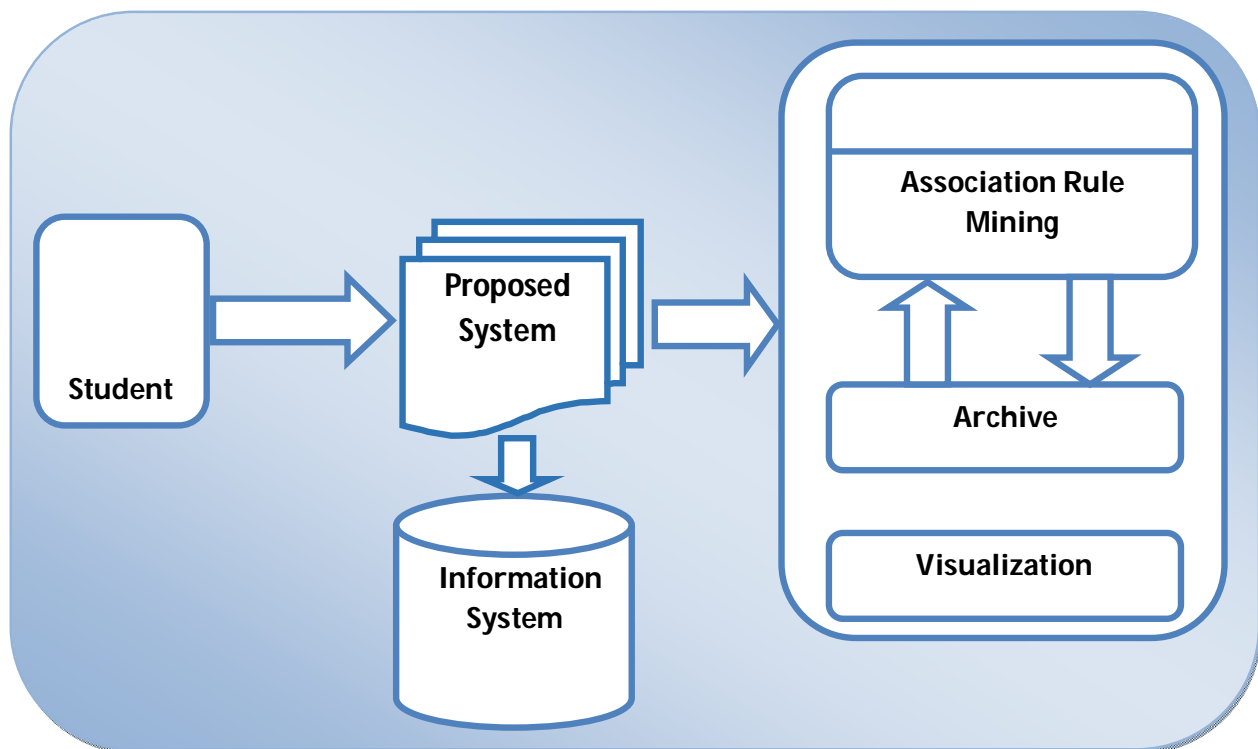 Student
Proposed
System
Information
System
Association Rule
Mining
Archive
Visualization